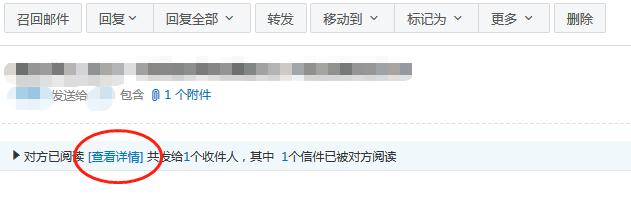 召回邮件 回复 回复全部 转发 移动到 标记为 更多 删除
发送给 包含 1 个附件
对方已阅读 [查看详情] 共发给1个收件人，其中 1个信件已被对方阅读